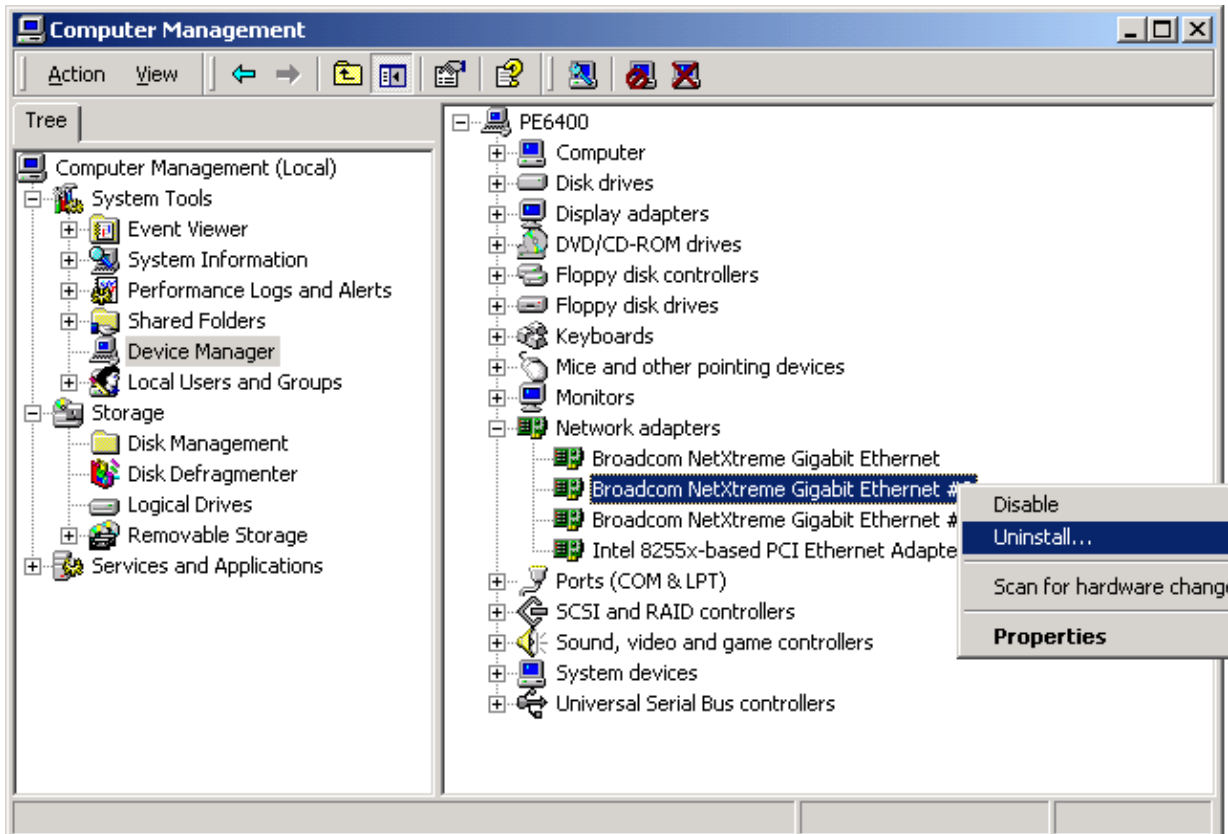 Computer Management
Action View
Tree
Computer Management (Local)
System Tools
Event Viewer
System Information
Performance Logs and Alerts
Shared Folders
Device Manager
Local Users and Groups
Storage
Disk Management
Disk Defragmenter
Logical Drives
Removable Storage
Services and Applications
PE6400
Computer
Disk drives
Display adapters
DVD/CD-ROM drives
Floppy disk controllers
Floppy disk drives
Keyboards
Mice and other pointing devices
Monitors
Network adapters
Broadcom NetXtreme Gigabit Ethernet
Broadcom NetXtreme Gigabit Ethernet #
Broadcom NetXtreme Gigabit Ethernet #
Intel 8255x-based PCI Ethernet Adapte
Ports (COM & LPT)
SCSI and RAID controllers
Sound, video and game controllers
System devices
Universal Serial Bus controllers
Disable
Uninstall...
Scan for hardware change
Properties